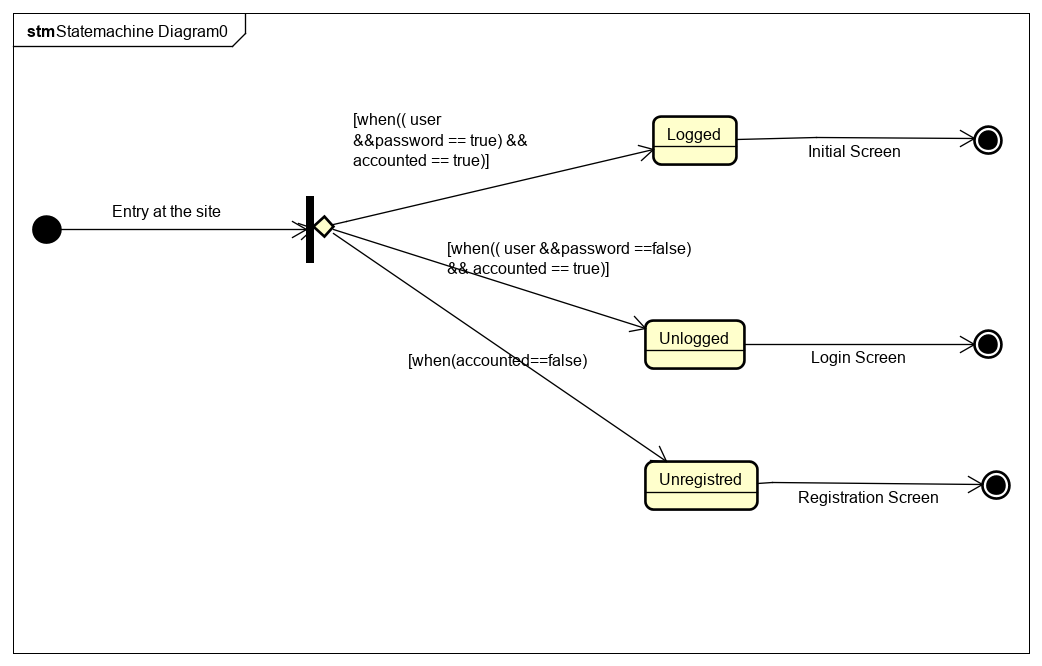 stm Statemachine Diagram0
[when(( user
&&password == true) &&
accounted == true)]
Logged
Initial Screen
Entry at the site
[when(( user &&password ==false)
&& accounted == true)]
Unlogged
Login Screen
[when(accounted==false)
Unregistred
Registration Screen